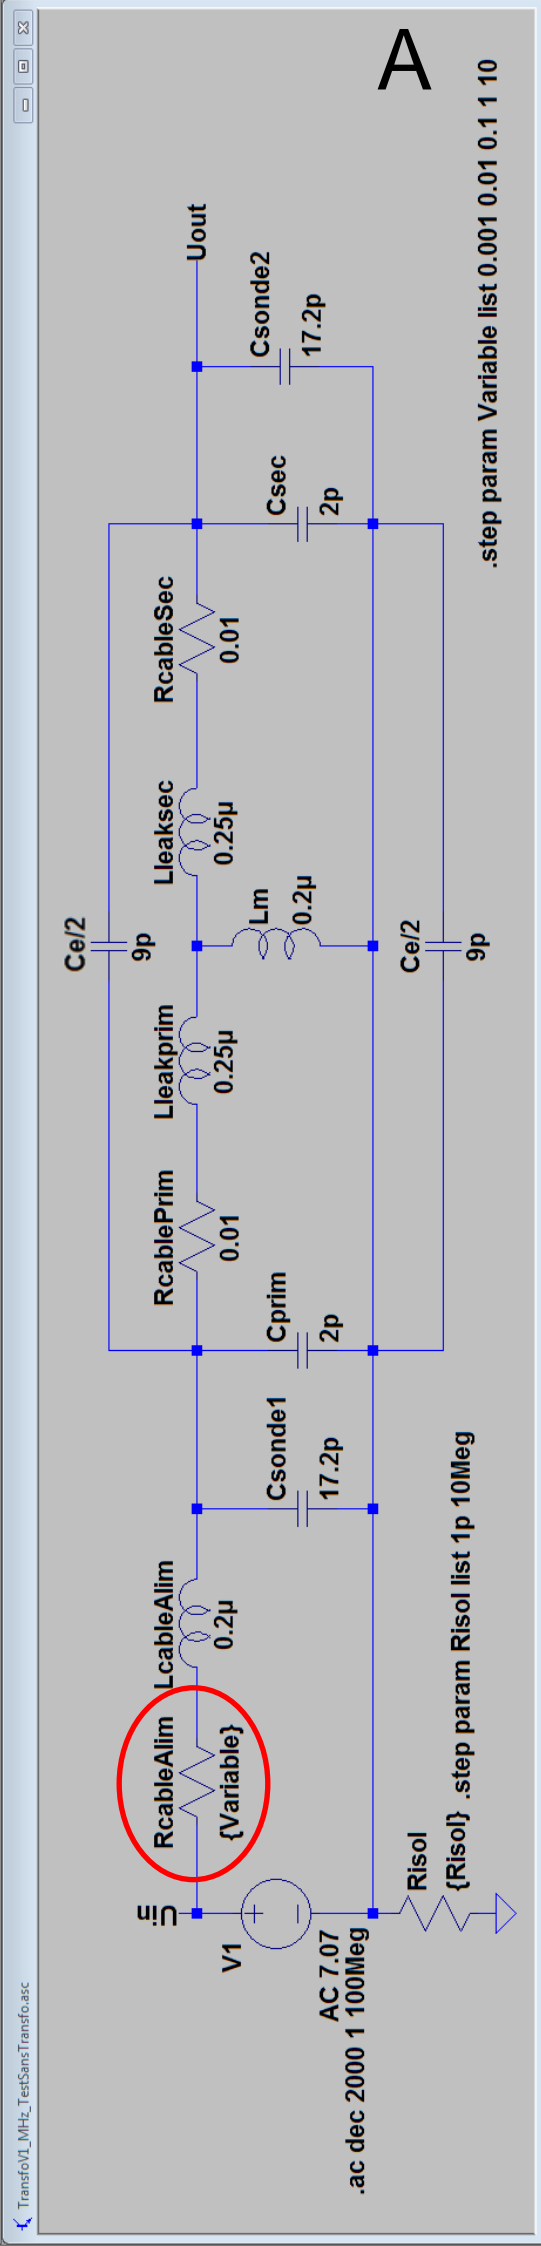 TransfoV1_MHz_TestSansTransfo.asc
A
Ce/2
9p
Uin
RcableAlim
{Variable}
LcableAlim
0.2µ
RcablePrim
0.01
Lleakprim
0.25µ
Lleaksec
0.25µ
RcableSec
0.01
Uout
V1
AC 7.07
.ac dec 2000 1 100Meg
Csonde1
17.2p
Cprim
2p
Lm
0.2µ
Csec
2p
Csonde2
17.2p
Ce/2
9p
Risol
{Risol}
.step param Risol list 1p 10Meg
.step param Variable list 0.001 0.01 0.1 1 10